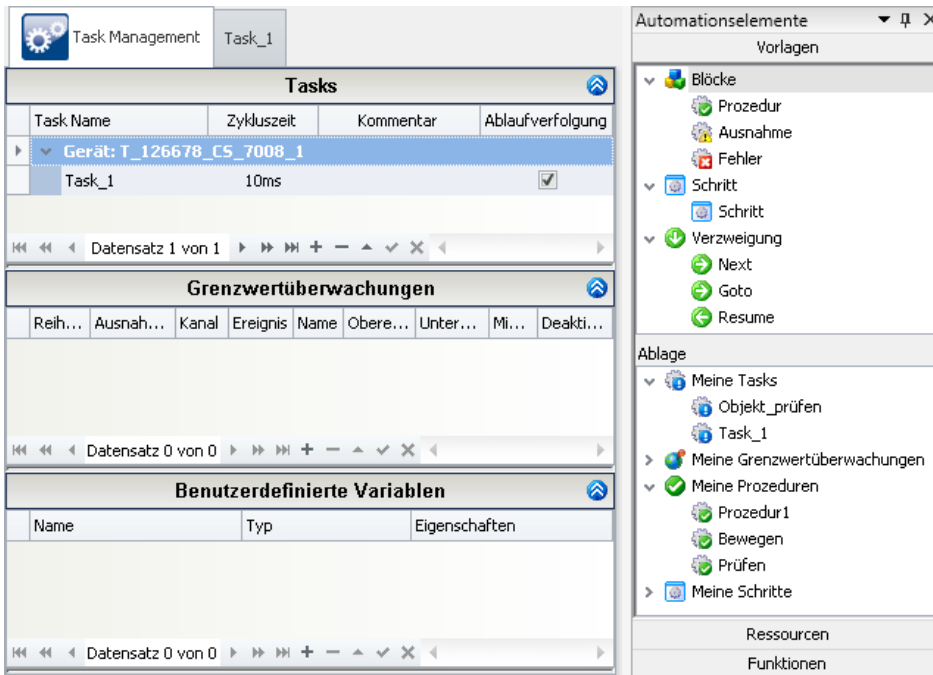 Task Management
Task_1
Tasks
Task Name Zykluszeit Kommentar Ablaufverfolgung
Gerät: T_126678_CS_7008_1
Task_1 10ms
Datensatz 1 von 1
Grenzwertüberwachungen
Reih... Ausnah... Kanal Ereignis Name Obere... Unter... Mi... Deakti...
Datensatz 0 von 0
Benutzerdefinierte Variablen
Name Typ Eigenschaften
Datensatz 0 von 0
Automationselemente
Vorlagen
Blöcke
Prozedur
Ausnahme
Fehler
Schritt
Schritt
Verzweigung
Next
Goto
Resume
Ablage
Meine Tasks
Objekt_prüfen
Task_1
Meine Grenzwertüberwachungen
Meine Prozeduren
Prozedur1
Bewegen
Prüfen
Meine Schritte
Ressourcen
Funktionen